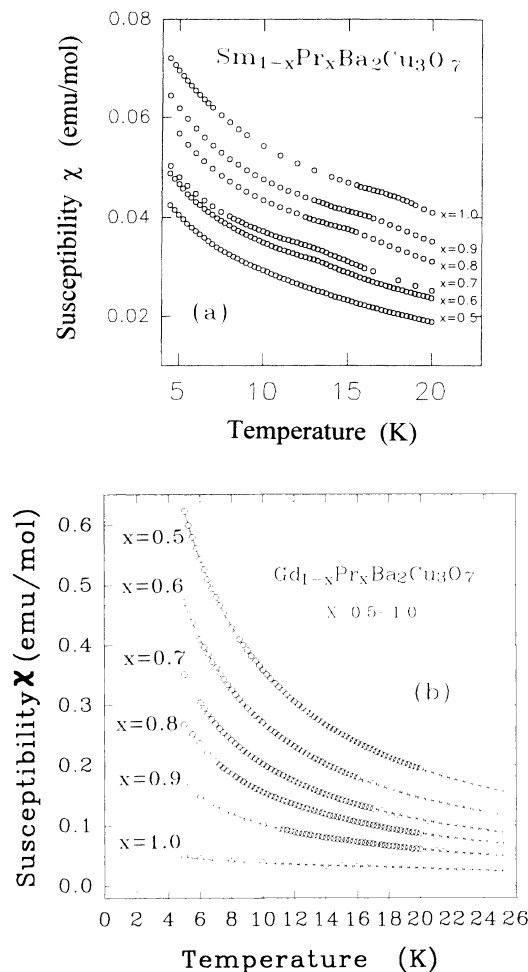 (a)
Sm₁₋ₓPrₓBa₂Cu₃O₇
0.08
0.06
0.04
0.02
Susceptibility χ (emu/mol)
x=1.0
x=0.9
x=0.8
x=0.7
x=0.6
x=0.5
(a)
5 10 15 20
Temperature (K)
0.6
0.5
0.4
0.3
0.2
0.1
0.0
Susceptibility χ (emu/mol)
x=0.5
x=0.6
x=0.7
x=0.8
x=0.9
x=1.0
Gd₁₋ₓPrₓBa₂Cu₃O₇
X 0.5-1.0
(b)
0 2 4 6 8 10 12 14 16 18 20 22 24 26
Temperature (K)